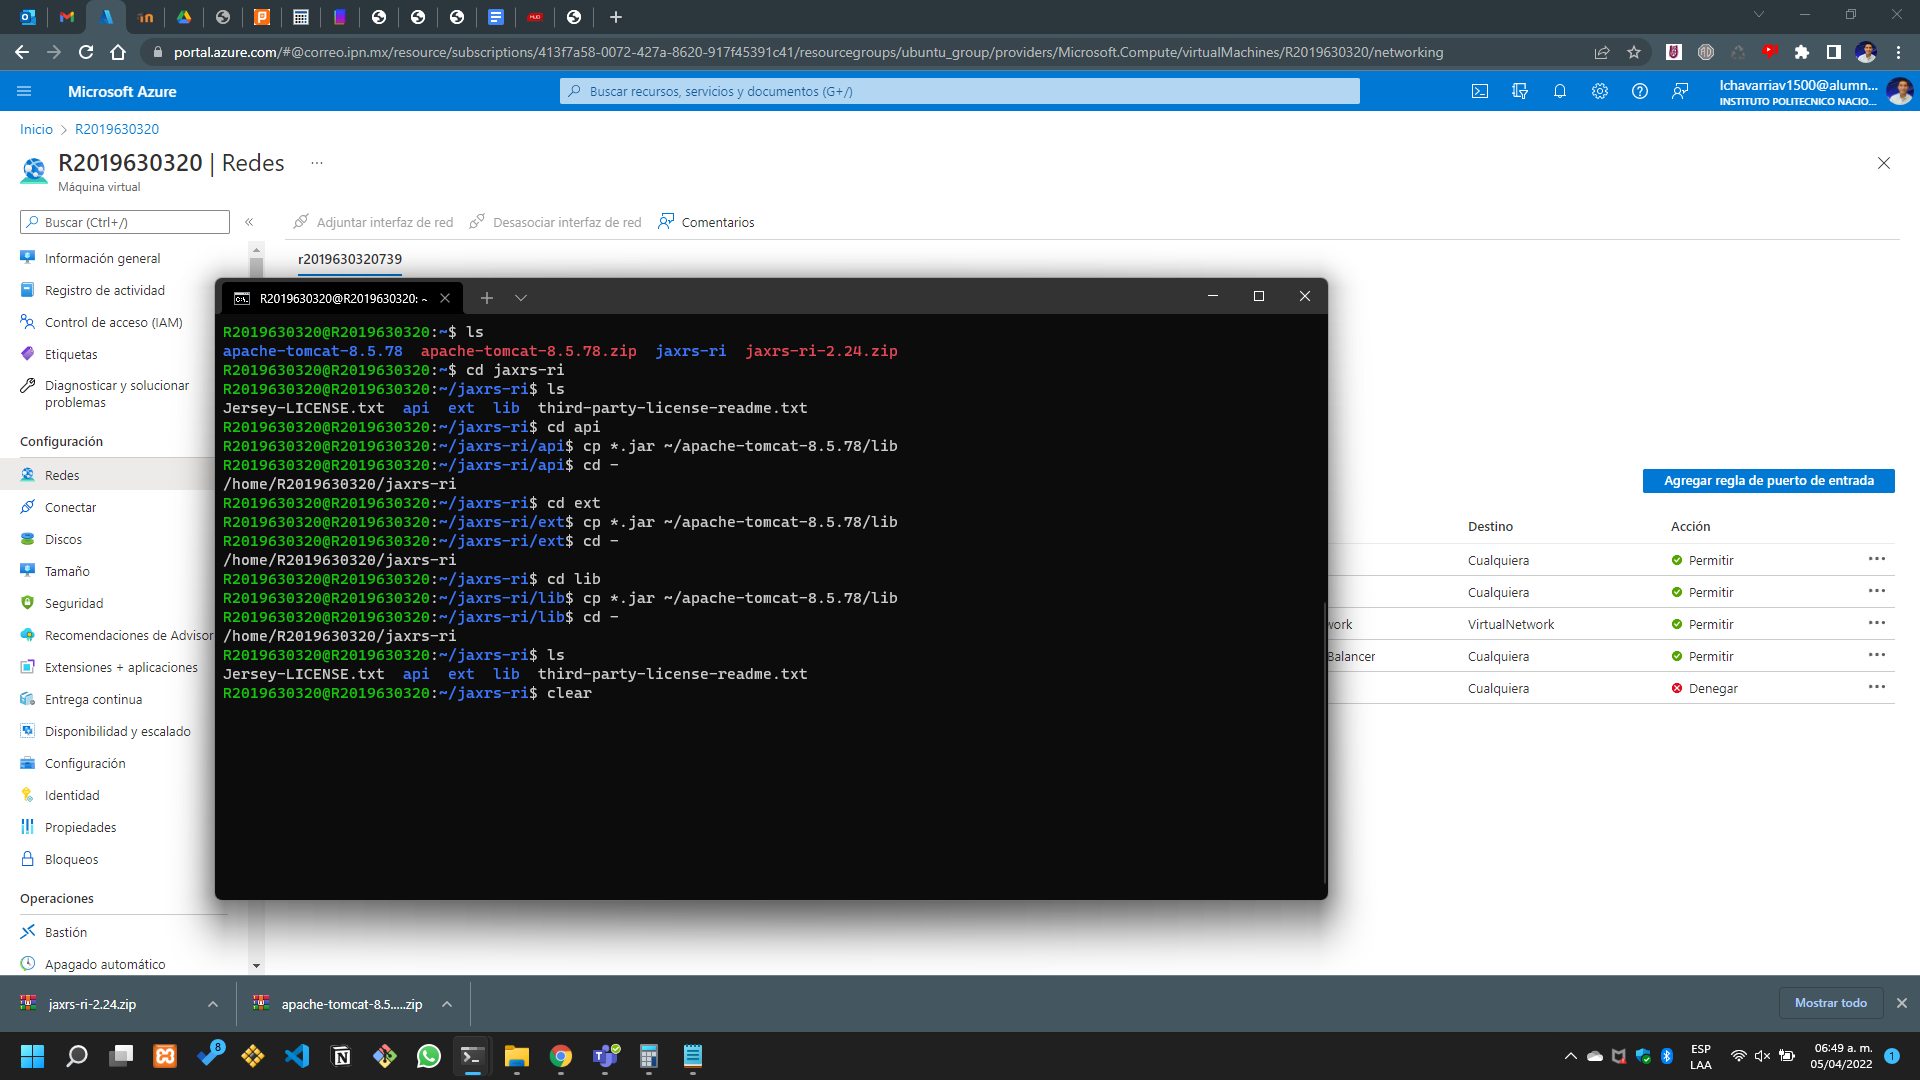 portal.azure.com/#@correo.ipn.mx/resource/subscriptions/413f7a58-0072-427a-8620-917f45391c41/resourcegroups/ubuntu_group/providers/Microsoft.Compute/virtualMachines/R2019630320/networking
Microsoft Azure
Buscar recursos, servicios y documentos (G+/)
lchavarriav1500@alumn...
INSTITUTO POLITECNICO NACIO...
Inicio > R2019630320
R2019630320 | Redes ...
Máquina virtual
Buscar (Ctrl+/)
«
Adjuntar interfaz de red
Desasociar interfaz de red
Comentarios
r2019630320739
Información general
Registro de actividad
Control de acceso (IAM)
Etiquetas
Diagnosticar y solucionar
problemas
Configuración
Redes
Conectar
Discos
Tamaño
Seguridad
Recomendaciones de Advisor
Extensiones + aplicaciones
Entrega continua
Disponibilidad y escalado
Configuración
Identidad
Propiedades
Bloqueos
Operaciones
Bastión
Apagado automático
R2019630320@R2019630320: ~
R2019630320@R2019630320:~$ ls
apache-tomcat-8.5.78  apache-tomcat-8.5.78.zip  jaxrs-ri  jaxrs-ri-2.24.zip
R2019630320@R2019630320:~$ cd jaxrs-ri
R2019630320@R2019630320:~/jaxrs-ri$ ls
Jersey-LICENSE.txt  api  ext  lib  third-party-license-readme.txt
R2019630320@R2019630320:~/jaxrs-ri$ cd api
R2019630320@R2019630320:~/jaxrs-ri/api$ cp *.jar ~/apache-tomcat-8.5.78/lib
R2019630320@R2019630320:~/jaxrs-ri/api$ cd -
/home/R2019630320/jaxrs-ri
R2019630320@R2019630320:~/jaxrs-ri$ cd ext
R2019630320@R2019630320:~/jaxrs-ri/ext$ cp *.jar ~/apache-tomcat-8.5.78/lib
R2019630320@R2019630320:~/jaxrs-ri/ext$ cd -
/home/R2019630320/jaxrs-ri
R2019630320@R2019630320:~/jaxrs-ri$ cd lib
R2019630320@R2019630320:~/jaxrs-ri/lib$ cp *.jar ~/apache-tomcat-8.5.78/lib
R2019630320@R2019630320:~/jaxrs-ri/lib$ cd -
/home/R2019630320/jaxrs-ri
R2019630320@R2019630320:~/jaxrs-ri$ ls
Jersey-LICENSE.txt  api  ext  lib  third-party-license-readme.txt
R2019630320@R2019630320:~/jaxrs-ri$ clear
Agregar regla de puerto de entrada
Destino Acción
Cualquiera Permitir ...
Cualquiera Permitir ...
work VirtualNetwork Permitir ...
Balancer Cualquiera Permitir ...
Cualquiera Denegar ...
jaxrs-ri-2.24.zip
apache-tomcat-8.5.....zip
Mostrar todo
8
ESP
LAA
06:49 a. m.
05/04/2022
1